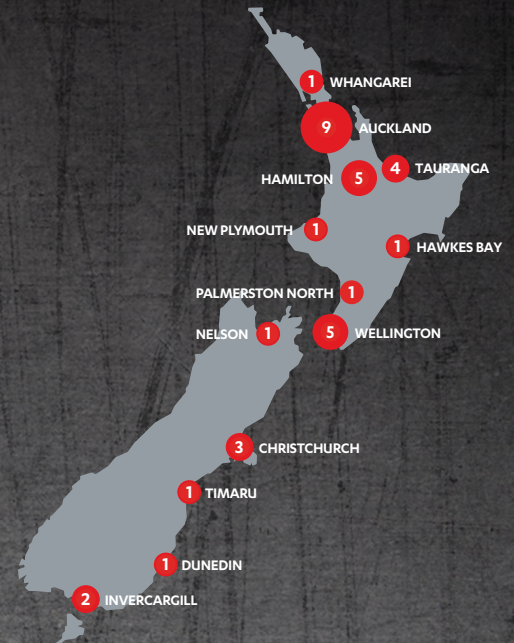 1 WHANGAREI
9 AUCKLAND
4 TAURANGA
HAMILTON 5
NEW PLYMOUTH 1
1 HAWKES BAY
PALMERSTON NORTH 1
NELSON 1
5 WELLINGTON
3 CHRISTCHURCH
1 TIMARU
1 DUNEDIN
2 INVERCARGILL